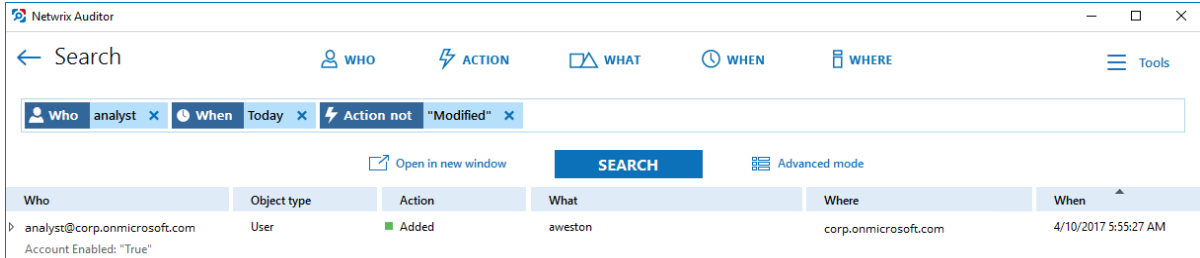 Netwrix Auditor
← Search WHO ACTION WHAT WHEN WHERE Tools
Who analyst × When Today × Action not "Modified" ×
Open in new window SEARCH Advanced mode
Who Object type Action What Where When
analyst@corp.onmicrosoft.com User Added aweston corp.onmicrosoft.com 4/10/2017 5:55:27 AM
Account Enabled: "True"